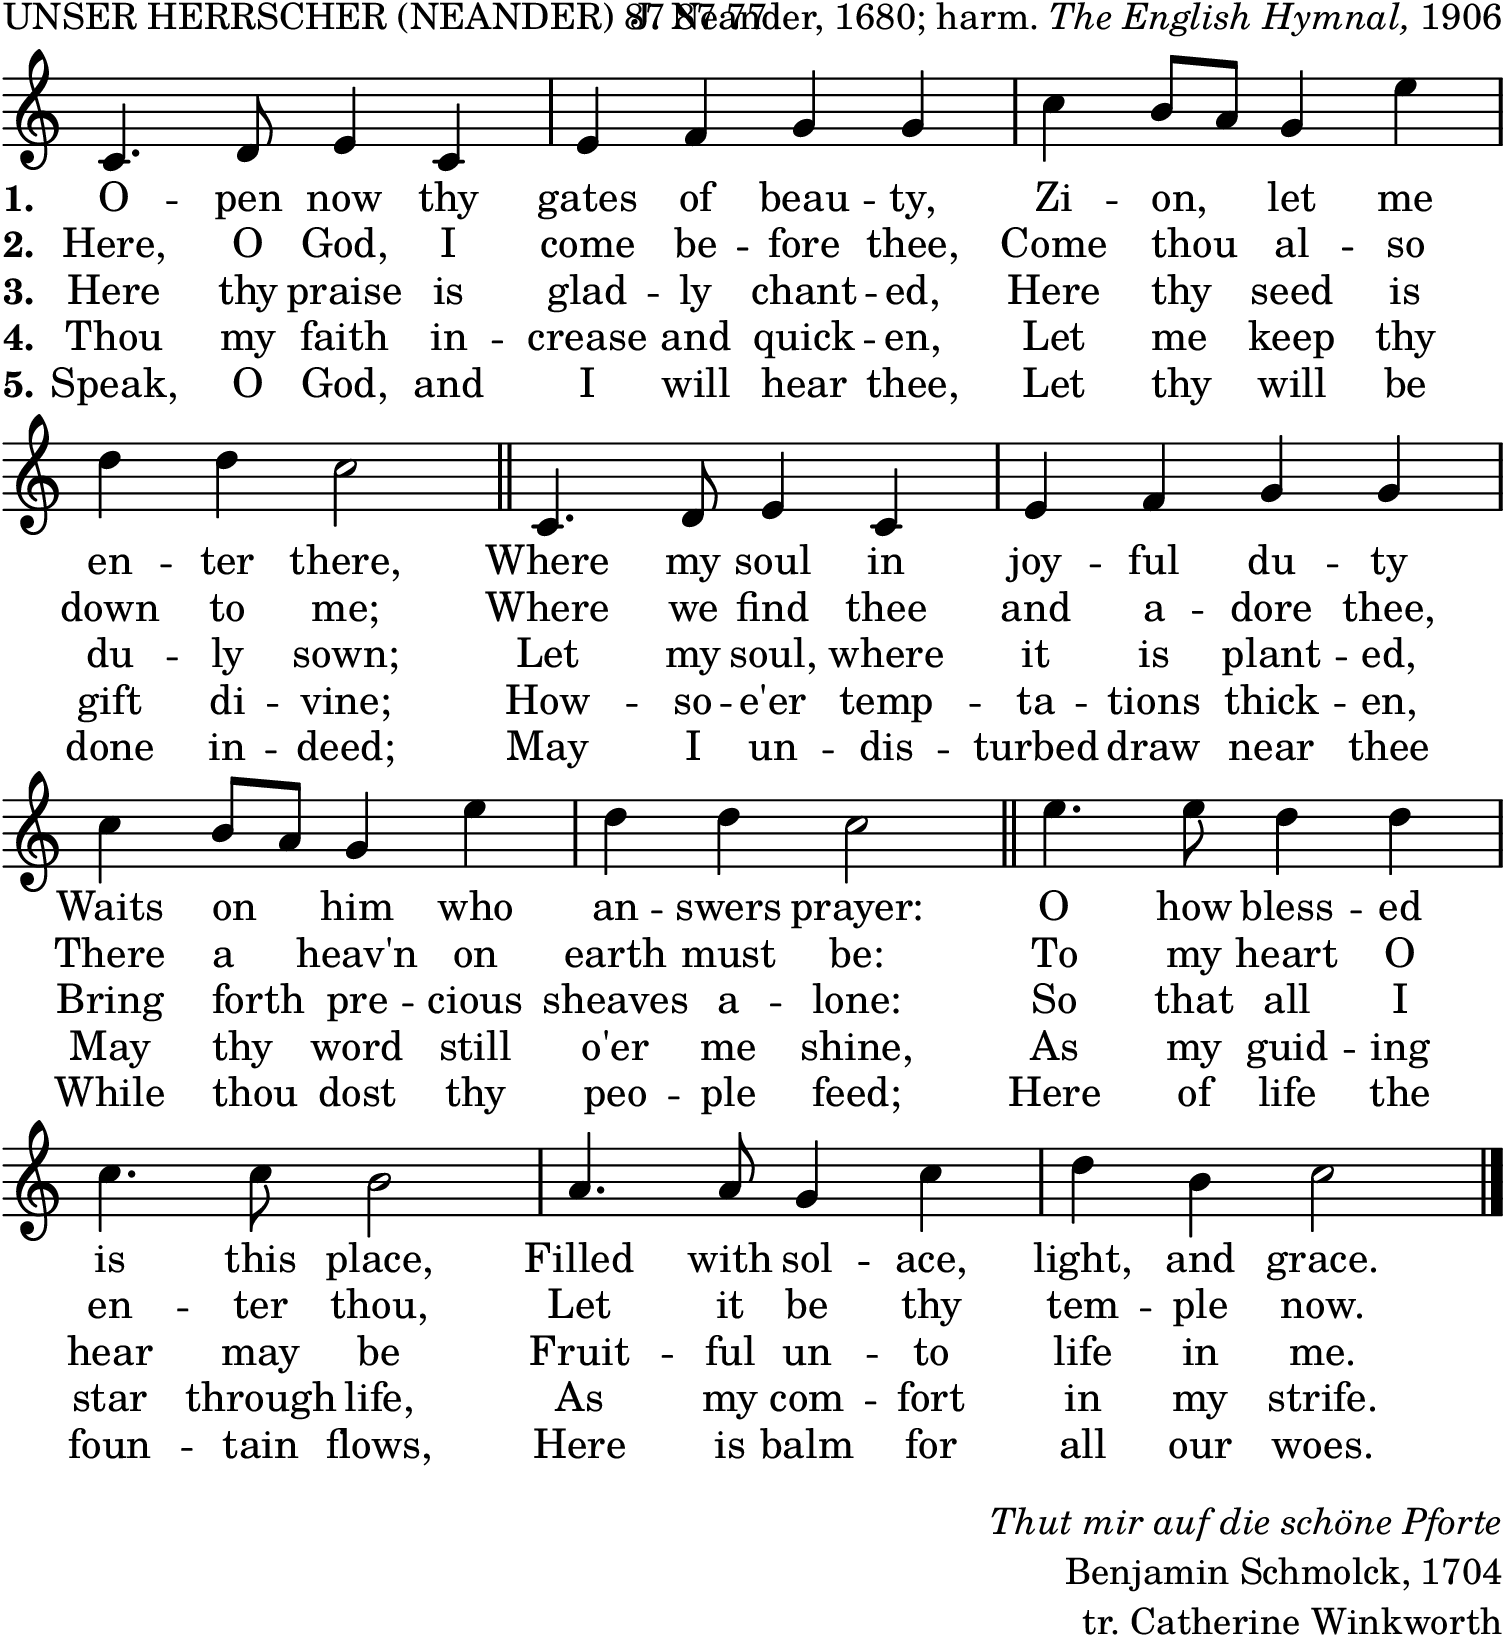 UNSER HERRSCHER (NEANDER) 87 87 77 J. Neander, 1680; harm. The English Hymnal, 1906
1. O -- pen now thy gates of beau -- ty, Zi -- on, let me
2. Here, O God, I come be -- fore thee, Come thou al -- so
3. Here thy praise is glad -- ly chant -- ed, Here thy seed is
4. Thou my faith in -- crease and quick -- en, Let me keep thy
5. Speak, O God, and I will hear thee, Let thy will be
en -- ter there, Where my soul in joy -- ful du -- ty
down to me; Where we find thee and a -- dore thee,
du -- ly sown; Let my soul, where it is plant -- ed,
gift di -- vine; How -- so -- e'er temp -- ta -- tions thick -- en,
done in -- deed; May I un -- dis -- turbed draw near thee
Waits on him who an -- swers prayer: O how bless -- ed
There a heav'n on earth must be: To my heart O
Bring forth pre -- cious sheaves a -- lone: So that all I
May thy word still o'er me shine, As my guid -- ing
While thou dost thy peo -- ple feed; Here of life the
is this place, Filled with sol -- ace, light, and grace.
en -- ter thou, Let it be thy tem -- ple now.
hear may be Fruit -- ful un -- to life in me.
star through life, As my com -- fort in my strife.
foun -- tain flows, Here is balm for all our woes.
Thut mir auf die schöne Pforte
Benjamin Schmolck, 1704
tr. Catherine Winkworth